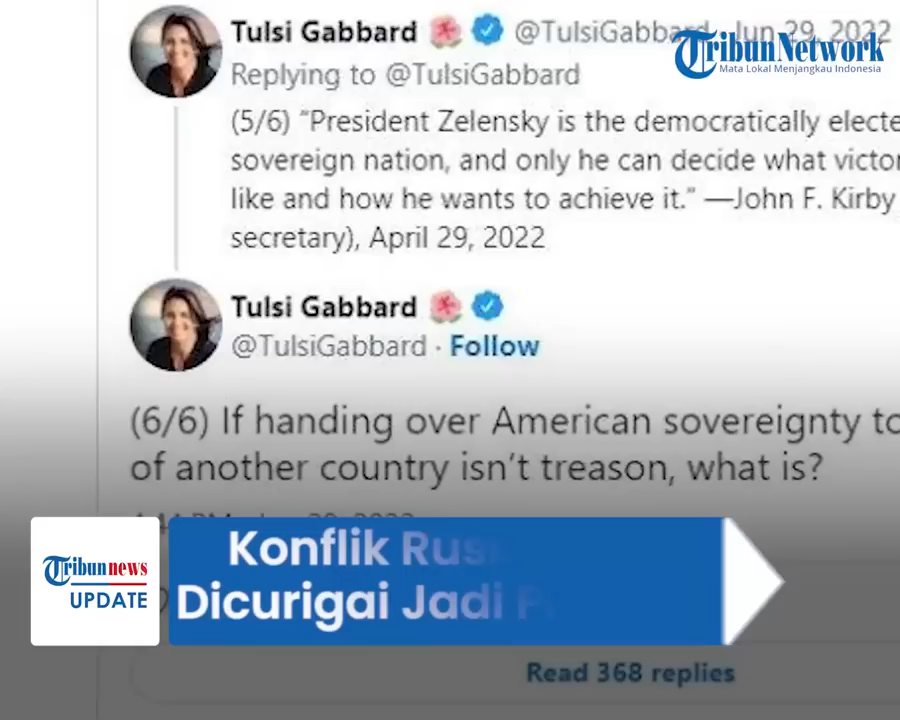 Tulsi Gabbard @TulsiGabbard · Jun 29, 2022
TribunNetwork
Mata Lokal Menjangkau Indonesia
Replying to @TulsiGabbard
(5/6) “President Zelensky is the democratically
sovereign nation, and only he can decide what
like and how he wants to achieve it.” —John F. Kirby
secretary), April 29, 2022
Tulsi Gabbard
@TulsiGabbard · Follow
(6/6) If handing over American sovereignty
of another country isn’t treason, what is?
Tribunnews
UPDATE
Konflik
Dicurigai Jadi
Read 368 replies